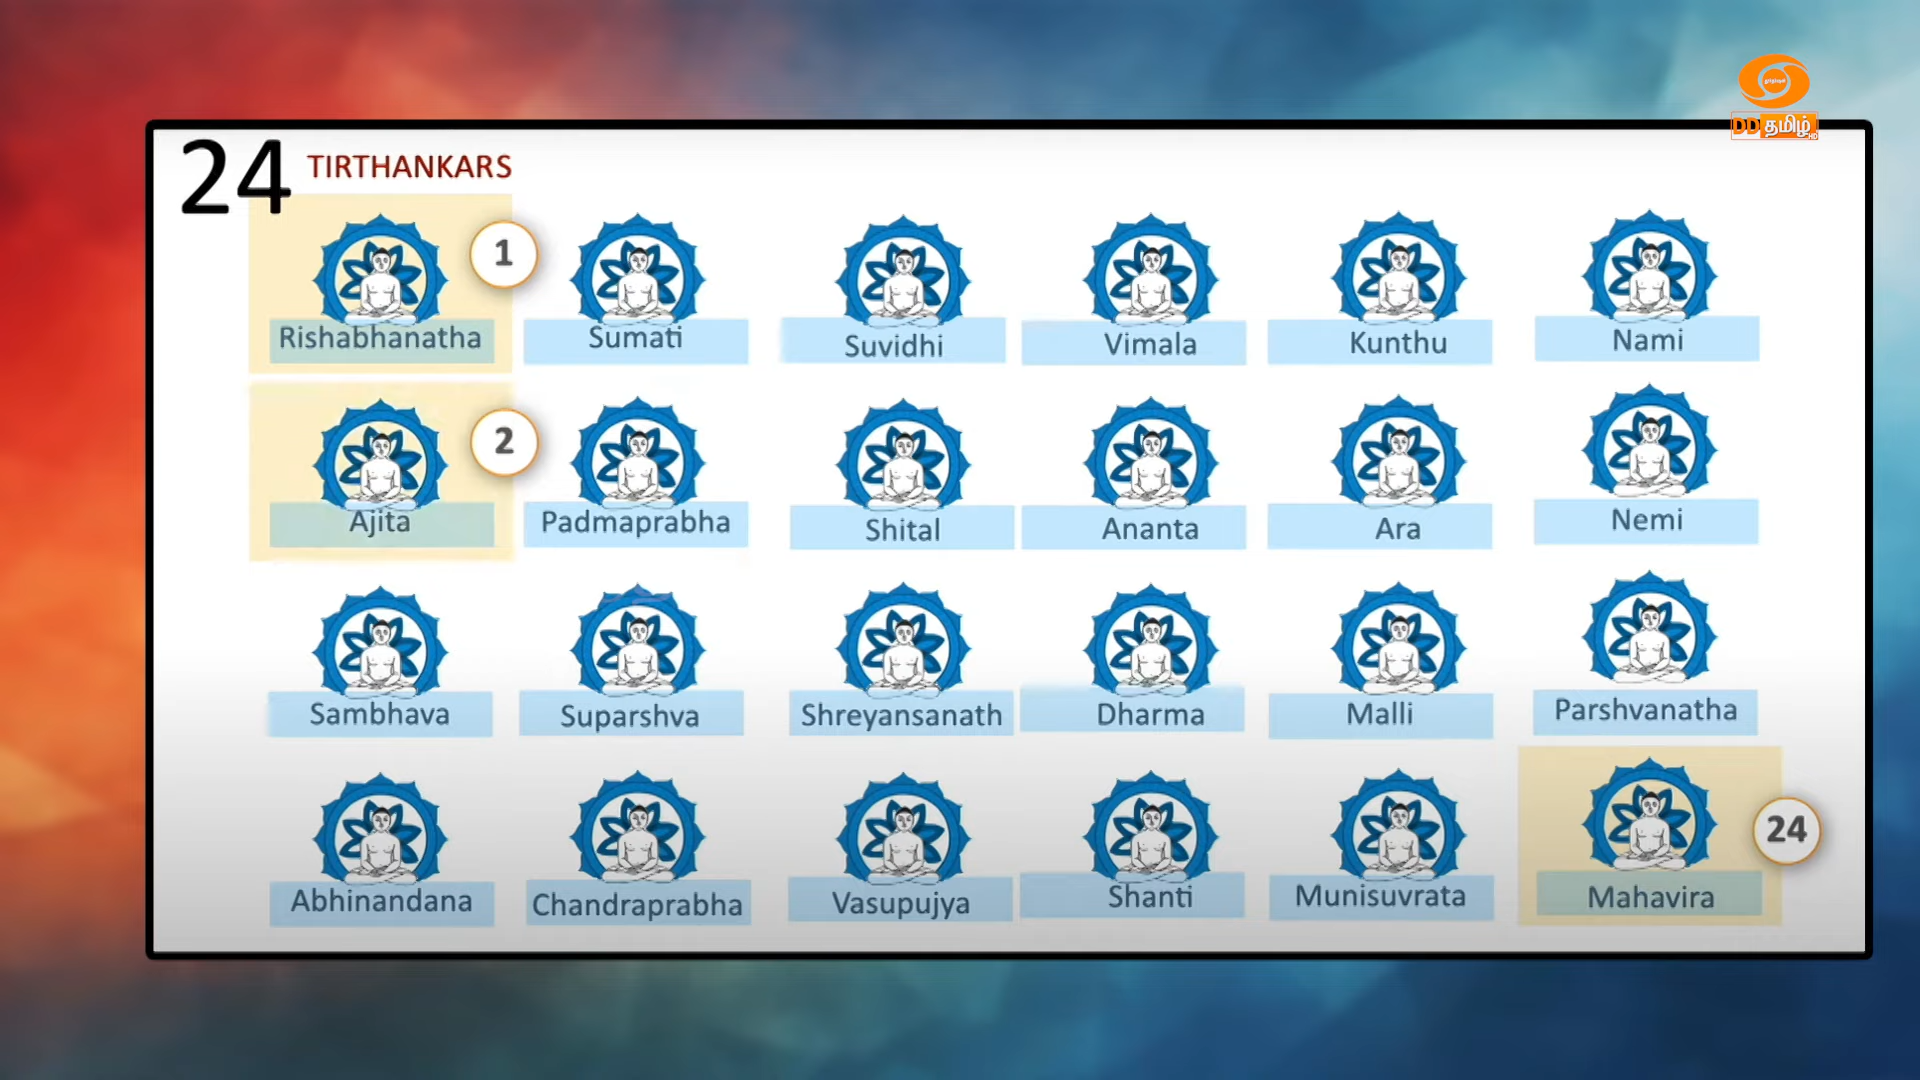 DD தமிழ் HD
24 TIRTHANKARS
1
Rishabhanatha
Sumati
Suvidhi
Vimala
Kunthu
Nami
2
Ajita
Padmaprabha
Shital
Ananta
Ara
Nemi
Sambhava
Suparshva
Shreyansanath
Dharma
Malli
Parshvanatha
Abhinandana
Chandraprabha
Vasupujya
Shanti
Munisuvrata
Mahavira
24